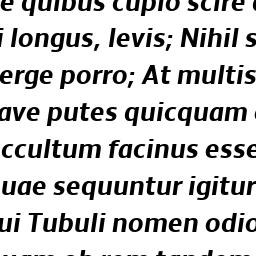 e quibus cupio scire
i longus, levis; Nihil s
erge porro; At multis
ave putes quicquam
ccultum facinus esse
uae sequuntur igitur
ui Tubuli nomen odio